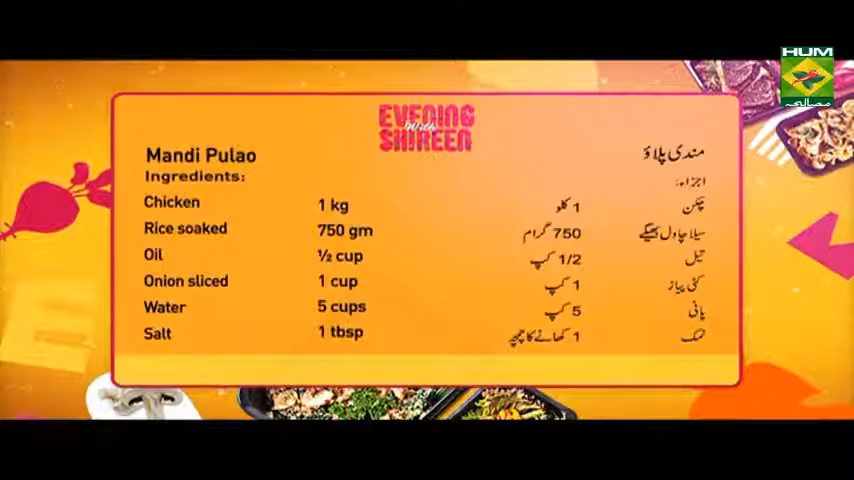 HUM
مصالحہ
EVENING
With
SHIREEN
Mandi Pulao مندی پلاؤ
Ingredients: اجزاء:
Chicken 1 kg 1 کلو چکن
Rice soaked 750 gm 750 گرام سیلا چاول بھیگے
Oil ½ cup 1/2 کپ تیل
Onion sliced 1 cup 1 کپ کٹی پیاز
Water 5 cups 5 کپ پانی
Salt 1 tbsp 1 کھانے کا چمچہ نمک